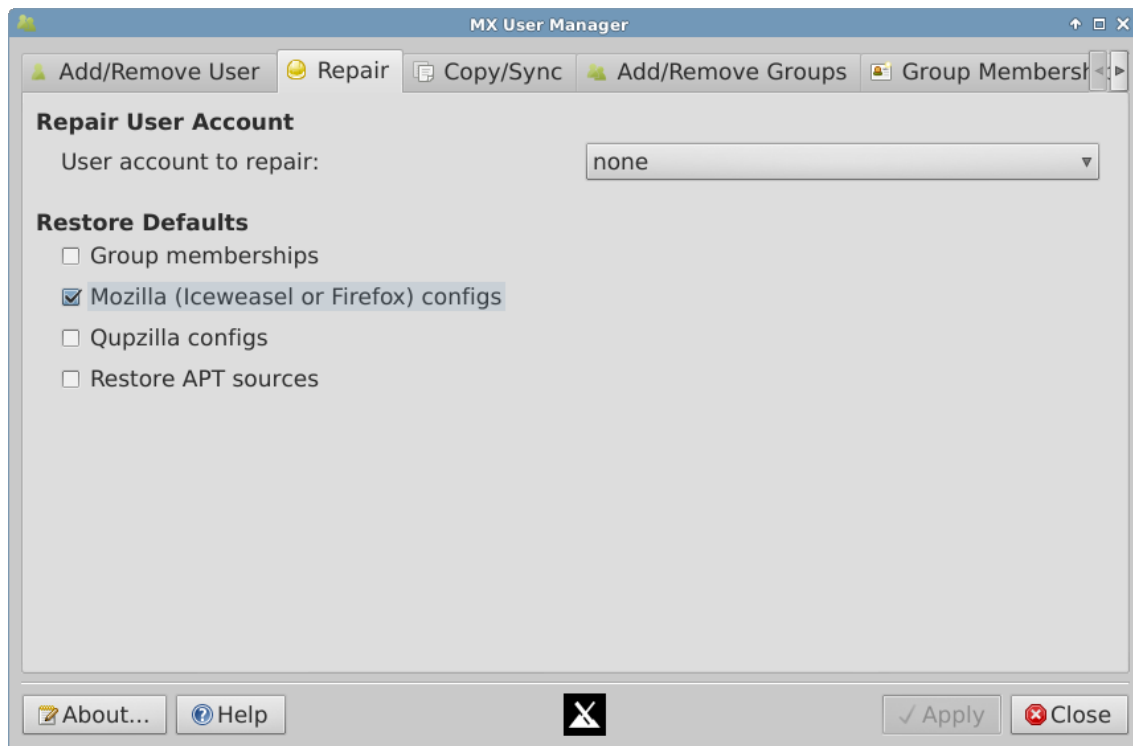 MX User Manager
Add/Remove User Repair Copy/Sync Add/Remove Groups Group Membersh
Repair User Account
User account to repair: none
Restore Defaults
Group memberships
Mozilla (Iceweasel or Firefox) configs
Qupzilla configs
Restore APT sources
About... Help Apply Close